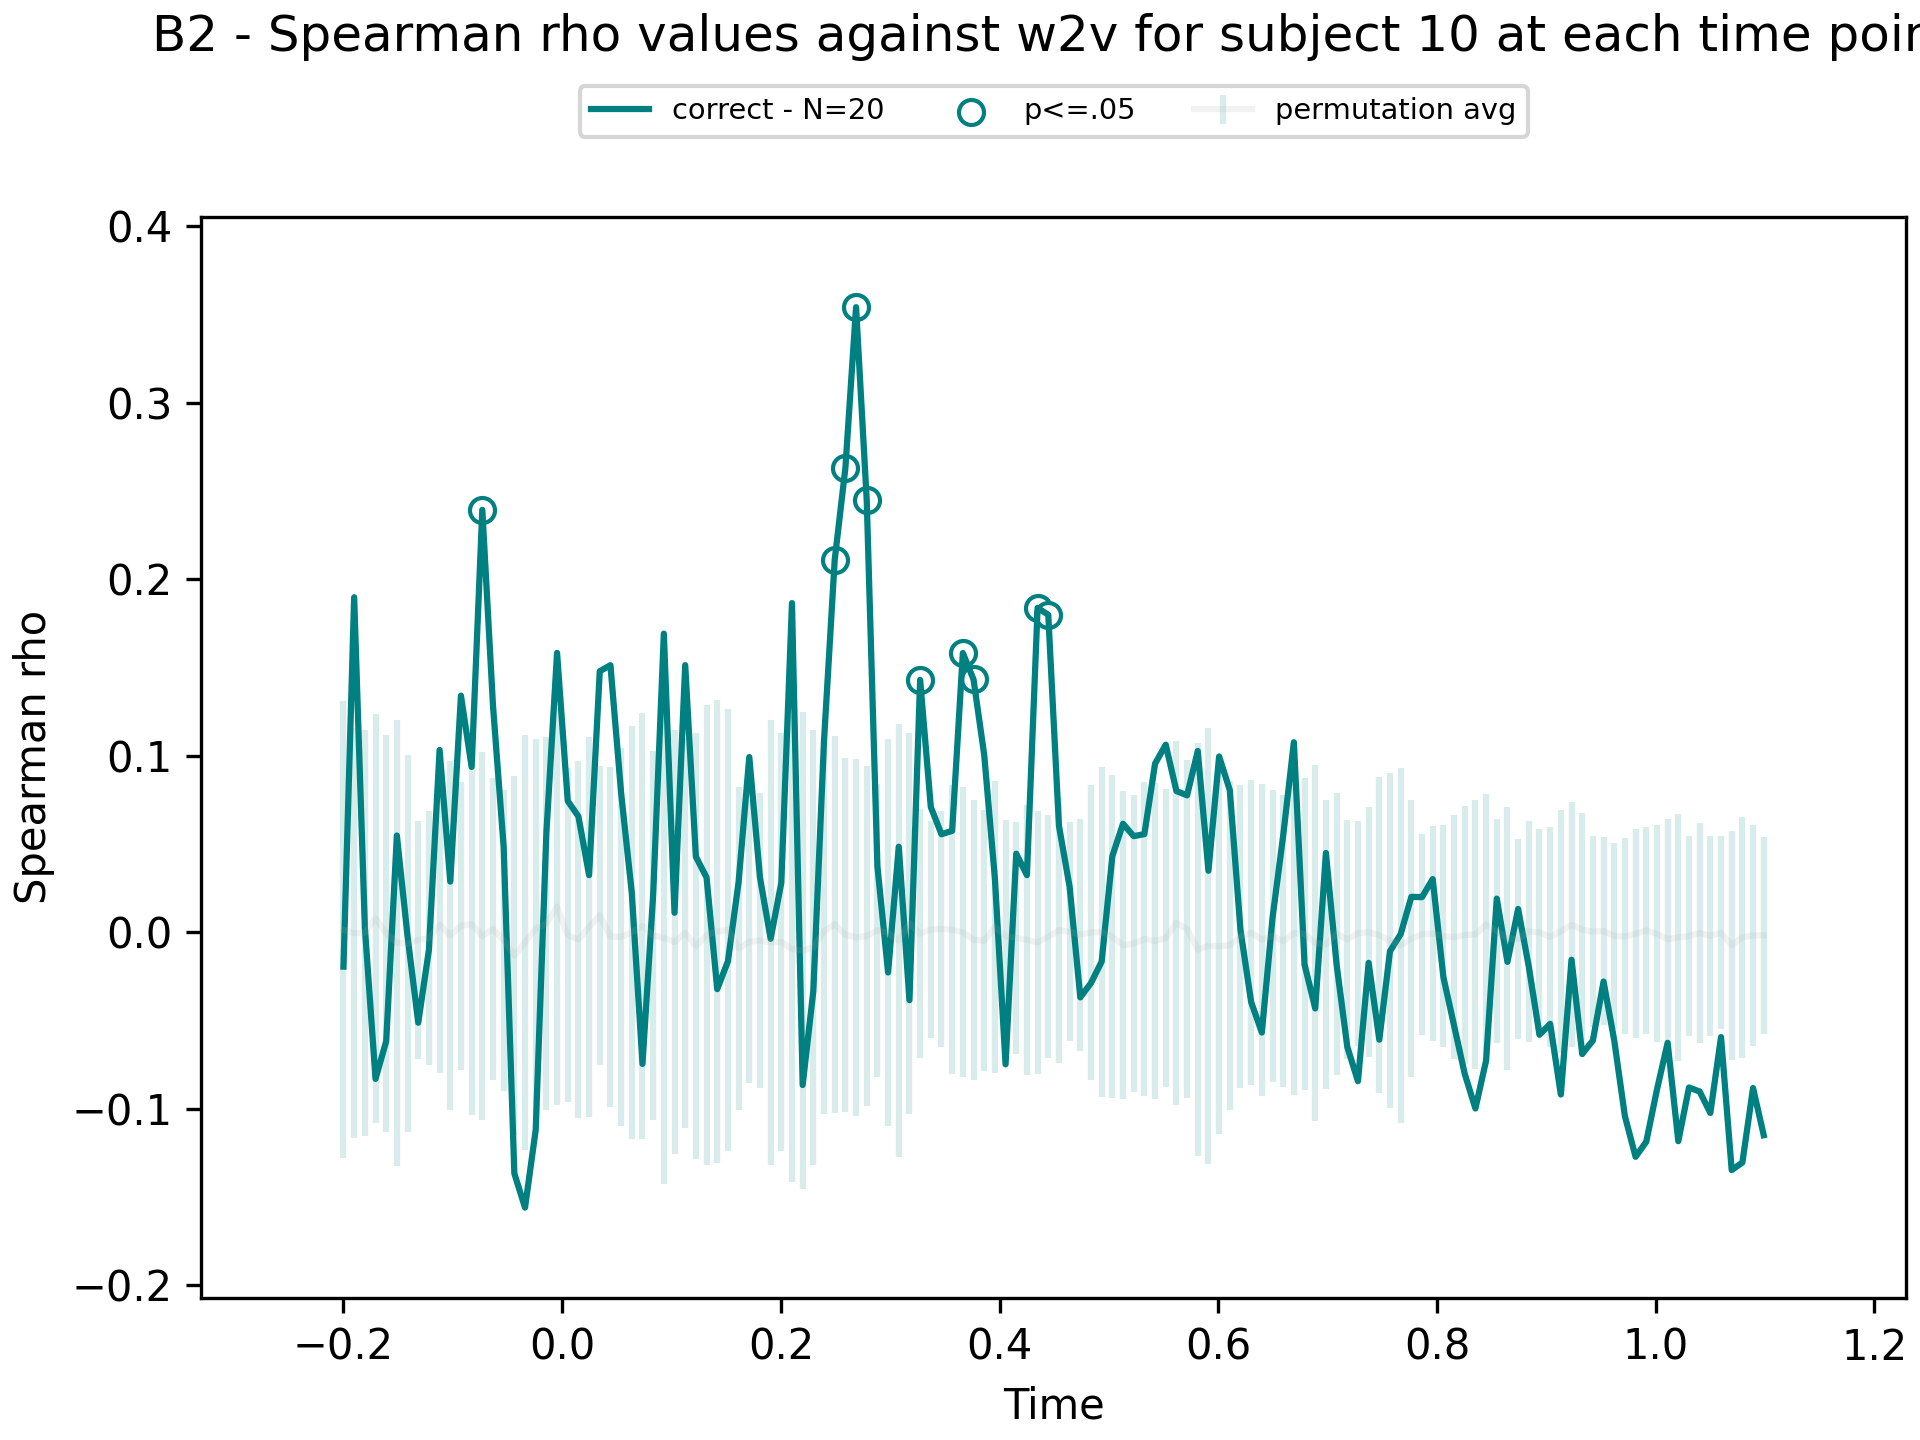 B2 - Spearman rho values against w2v for subject 10 at each time
correct - N=20 p<=.05 permutation avg
0.4
0.3
0.2
0.1
0.0
−0.1
−0.2
Spearman rho
−0.2 0.0 0.2 0.4 0.6 0.8 1.0 1.2
Time